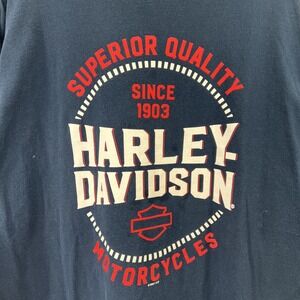 SUPERIOR QUALITY
SINCE
1903
HARLEY-
DAVIDSON
MOTORCYCLES